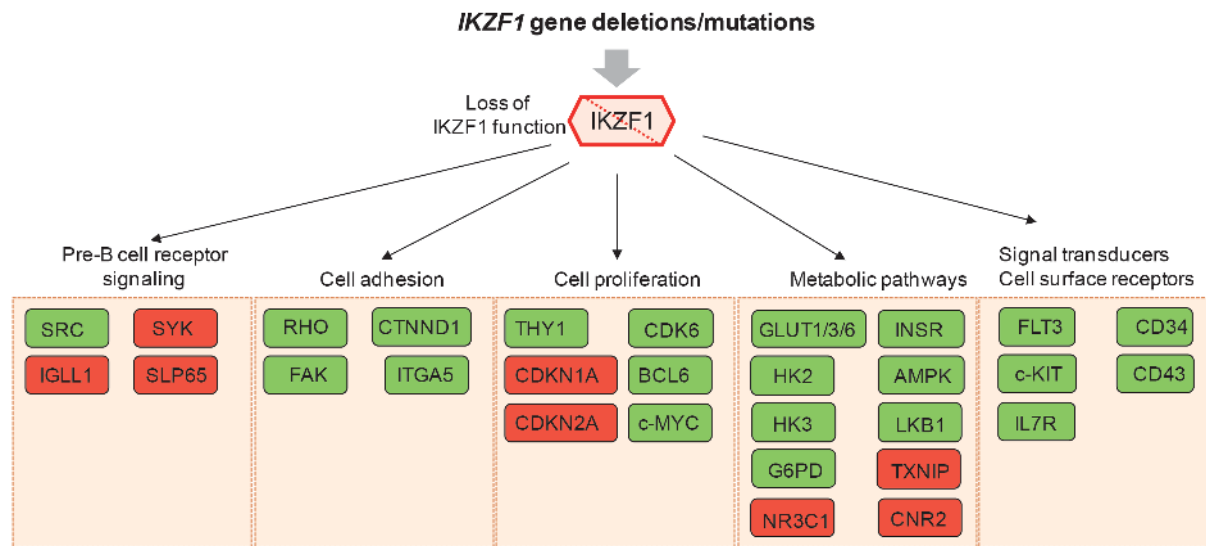 IKZF1 gene deletions/mutations
Loss of
IKZF1 function
IKZF1
Pre-B cell receptor
signaling
SRC
SYK
IGLL1
SLP65
Cell adhesion
RHO
CTNND1
FAK
ITGA5
Cell proliferation
THY1
CDK6
CDKN1A
BCL6
CDKN2A
c-MYC
Metabolic pathways
GLUT1/3/6
INSR
HK2
AMPK
HK3
LKB1
G6PD
TXNIP
NR3C1
CNR2
Signal transducers
Cell surface receptors
FLT3
CD34
c-KIT
CD43
IL7R